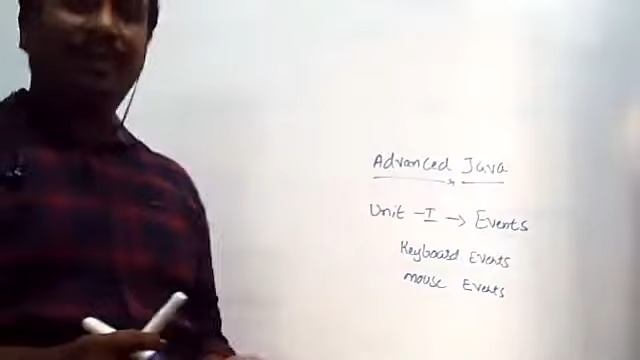 Advanced Java
Unit - I → Events
Keyboard Events
Mouse Events